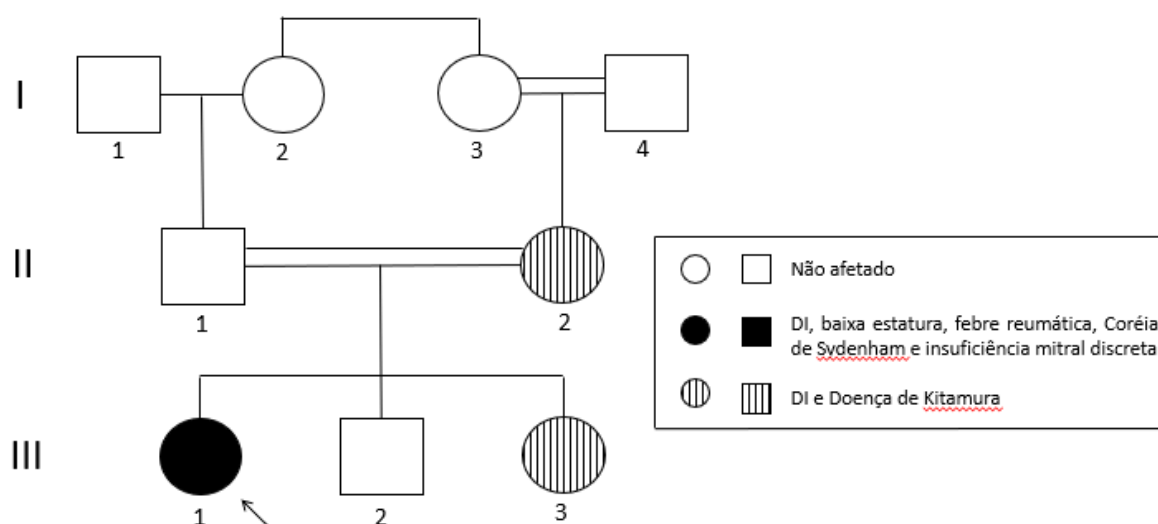 I
1
2
3
4
II
1
2
Não afetado
DI, baixa estatura, febre reumática, Coréia
de Sydenham e insuficiência mitral discreta
DI e Doença de Kitamura
III
1
2
3